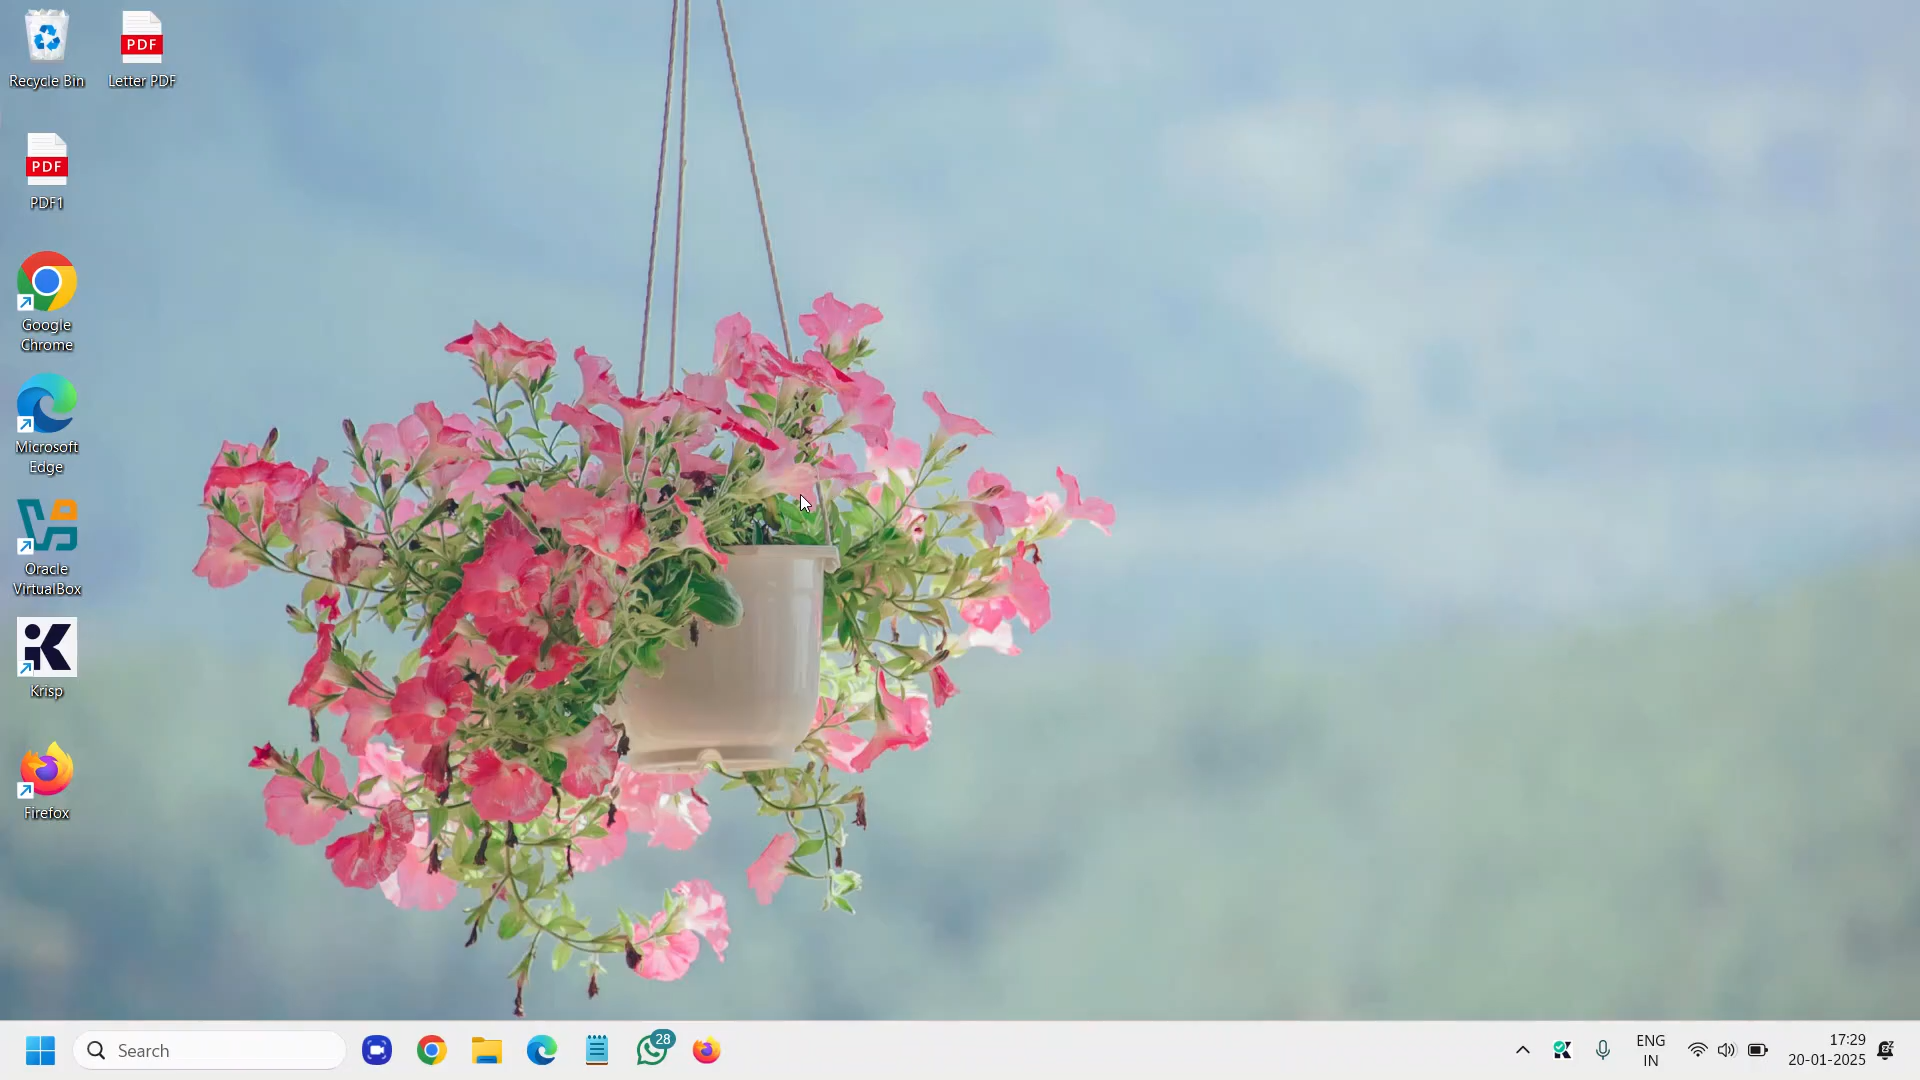 Recycle Bin
PDF
Letter PDF
PDF
PDF1
Google
Chrome
Microsoft
Edge
Oracle
VirtualBox
Krisp
Firefox
Search
28
ENG
IN
17:29
20-01-2025